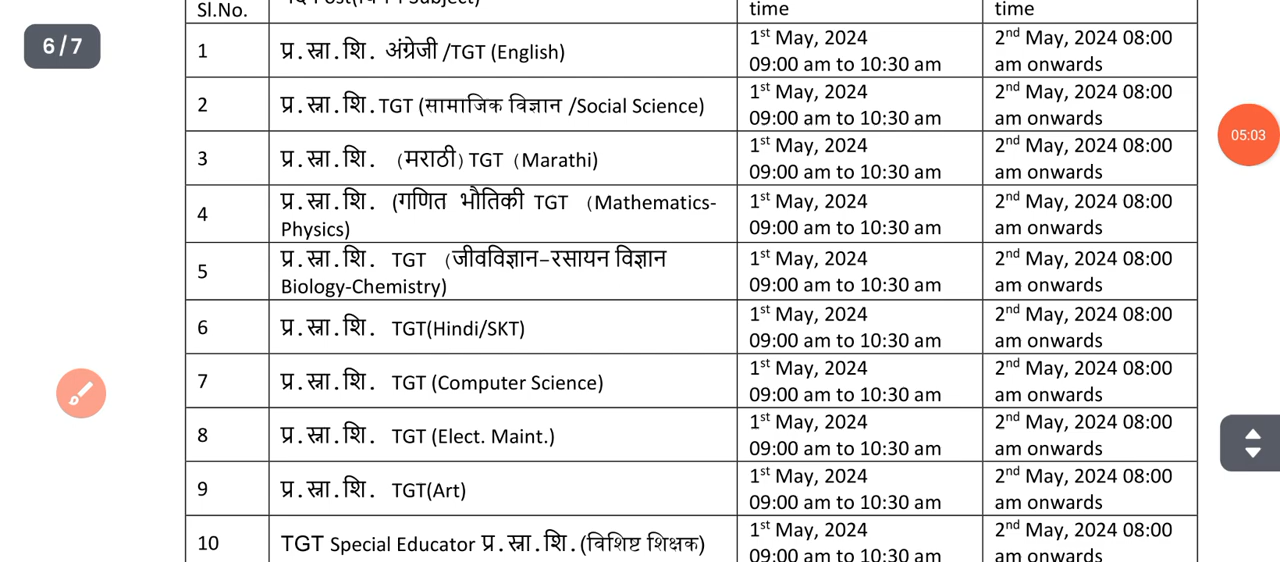 6/7
Sl.No.
time
time
1
प्र.स्ना.शि. अंग्रेजी /TGT (English)
1st May, 2024
09:00 am to 10:30 am
2nd May, 2024 08:00
am onwards
2
प्र.स्ना.शि.TGT (सामाजिक विज्ञान /Social Science)
1st May, 2024
09:00 am to 10:30 am
2nd May, 2024 08:00
am onwards
3
प्र.स्ना.शि. (मराठी) TGT (Marathi)
1st May, 2024
09:00 am to 10:30 am
2nd May, 2024 08:00
am onwards
4
प्र.स्ना.शि. (गणित भौतिकी TGT (Mathematics-
Physics)
1st May, 2024
09:00 am to 10:30 am
2nd May, 2024 08:00
am onwards
5
प्र.स्ना.शि. TGT (जीवविज्ञान–रसायन विज्ञान
Biology-Chemistry)
1st May, 2024
09:00 am to 10:30 am
2nd May, 2024 08:00
am onwards
6
प्र.स्ना.शि. TGT(Hindi/SKT)
1st May, 2024
09:00 am to 10:30 am
2nd May, 2024 08:00
am onwards
7
प्र.स्ना.शि. TGT (Computer Science)
1st May, 2024
09:00 am to 10:30 am
2nd May, 2024 08:00
am onwards
8
प्र.स्ना.शि. TGT (Elect. Maint.)
1st May, 2024
09:00 am to 10:30 am
2nd May, 2024 08:00
am onwards
9
प्र.स्ना.शि. TGT(Art)
1st May, 2024
09:00 am to 10:30 am
2nd May, 2024 08:00
am onwards
10
TGT Special Educator प्र.स्ना.शि.(विशिष्ट शिक्षक)
1st May, 2024
09:00 am to 10:30 am
2nd May, 2024 08:00
am onwards
05:03